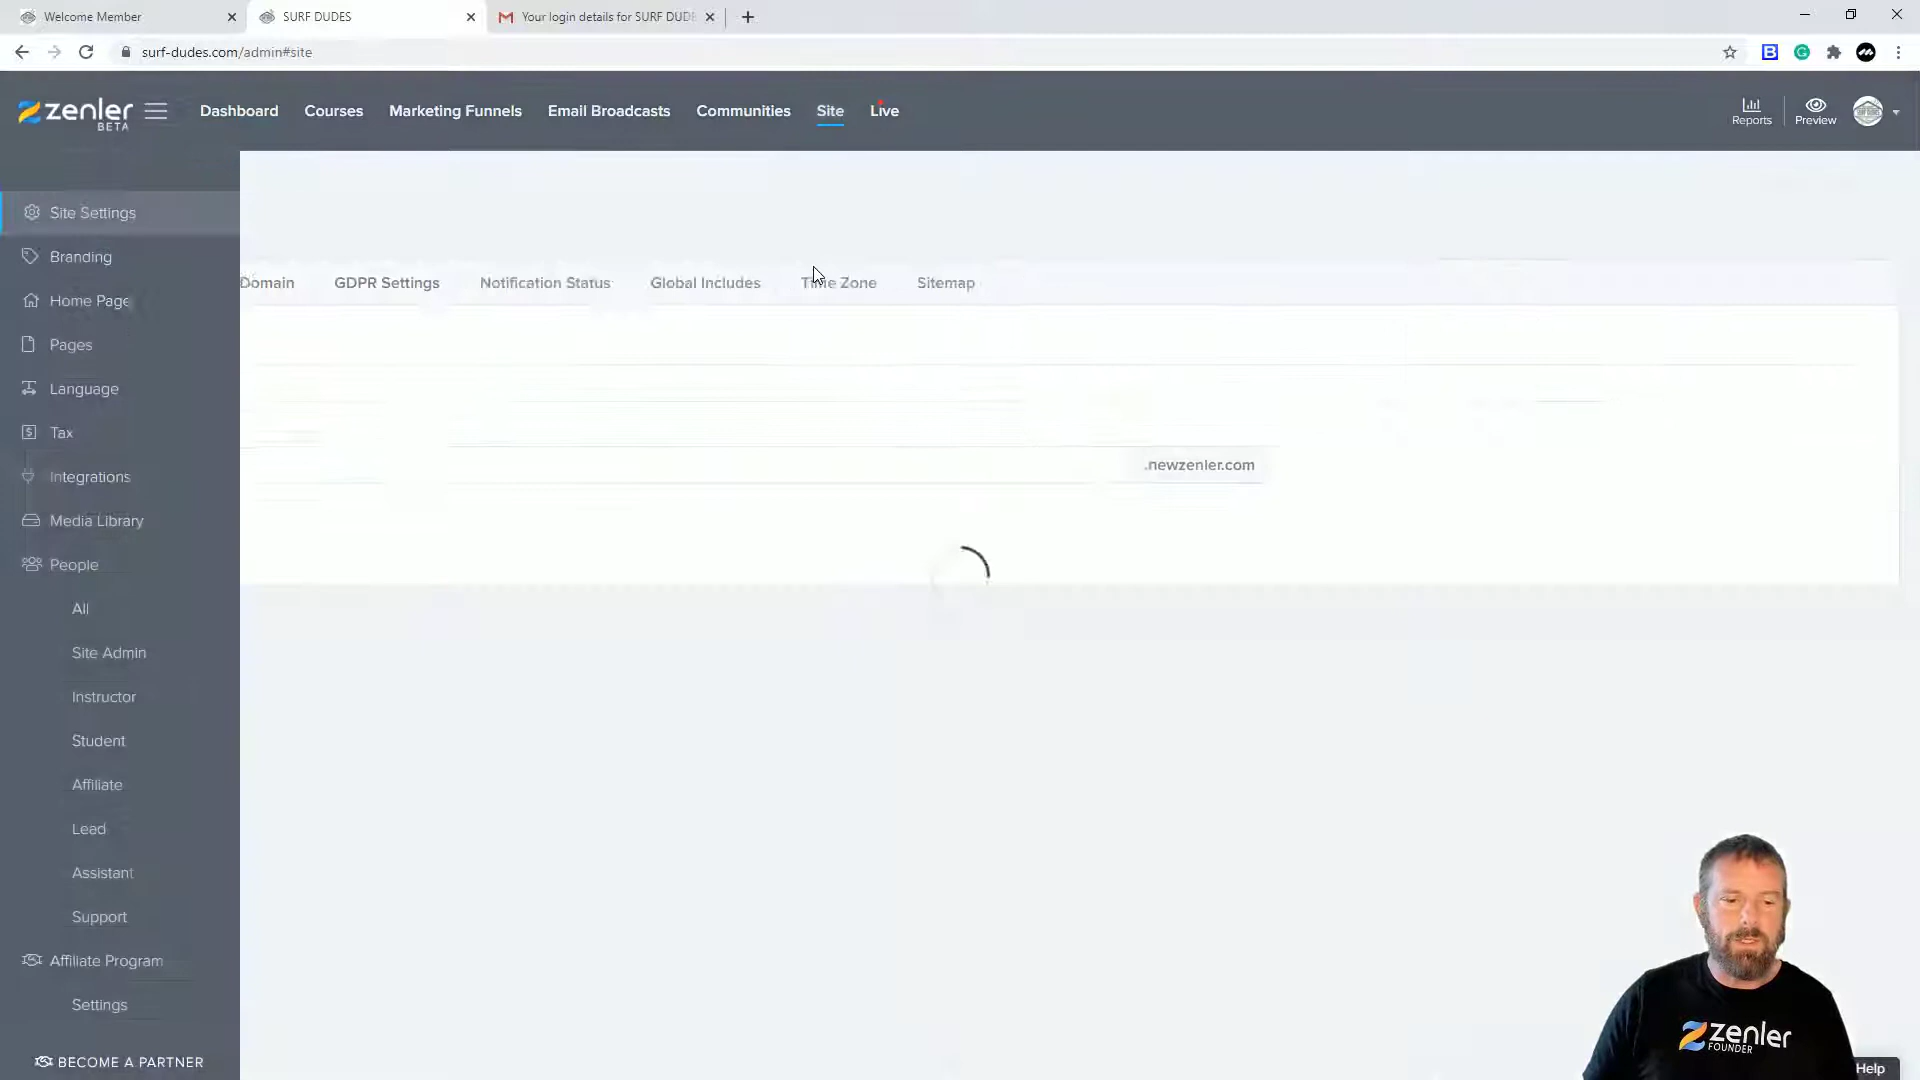 Welcome Member
SURF DUDES
Your login details for SURF DUDE
surf-dudes.com/admin#site
zenler
BETA
Dashboard
Courses
Marketing Funnels
Email Broadcasts
Communities
Site
Live
Reports
Preview
Site Settings
Branding
Home Page
Pages
Language
Tax
Integrations
Media Library
People
All
Site Admin
Instructor
Student
Affiliate
Lead
Assistant
Support
Affiliate Program
Settings
BECOME A PARTNER
Domain
GDPR Settings
Notification Status
Global Includes
Time Zone
Sitemap
.newzenler.com
zenler
FOUNDER
Help